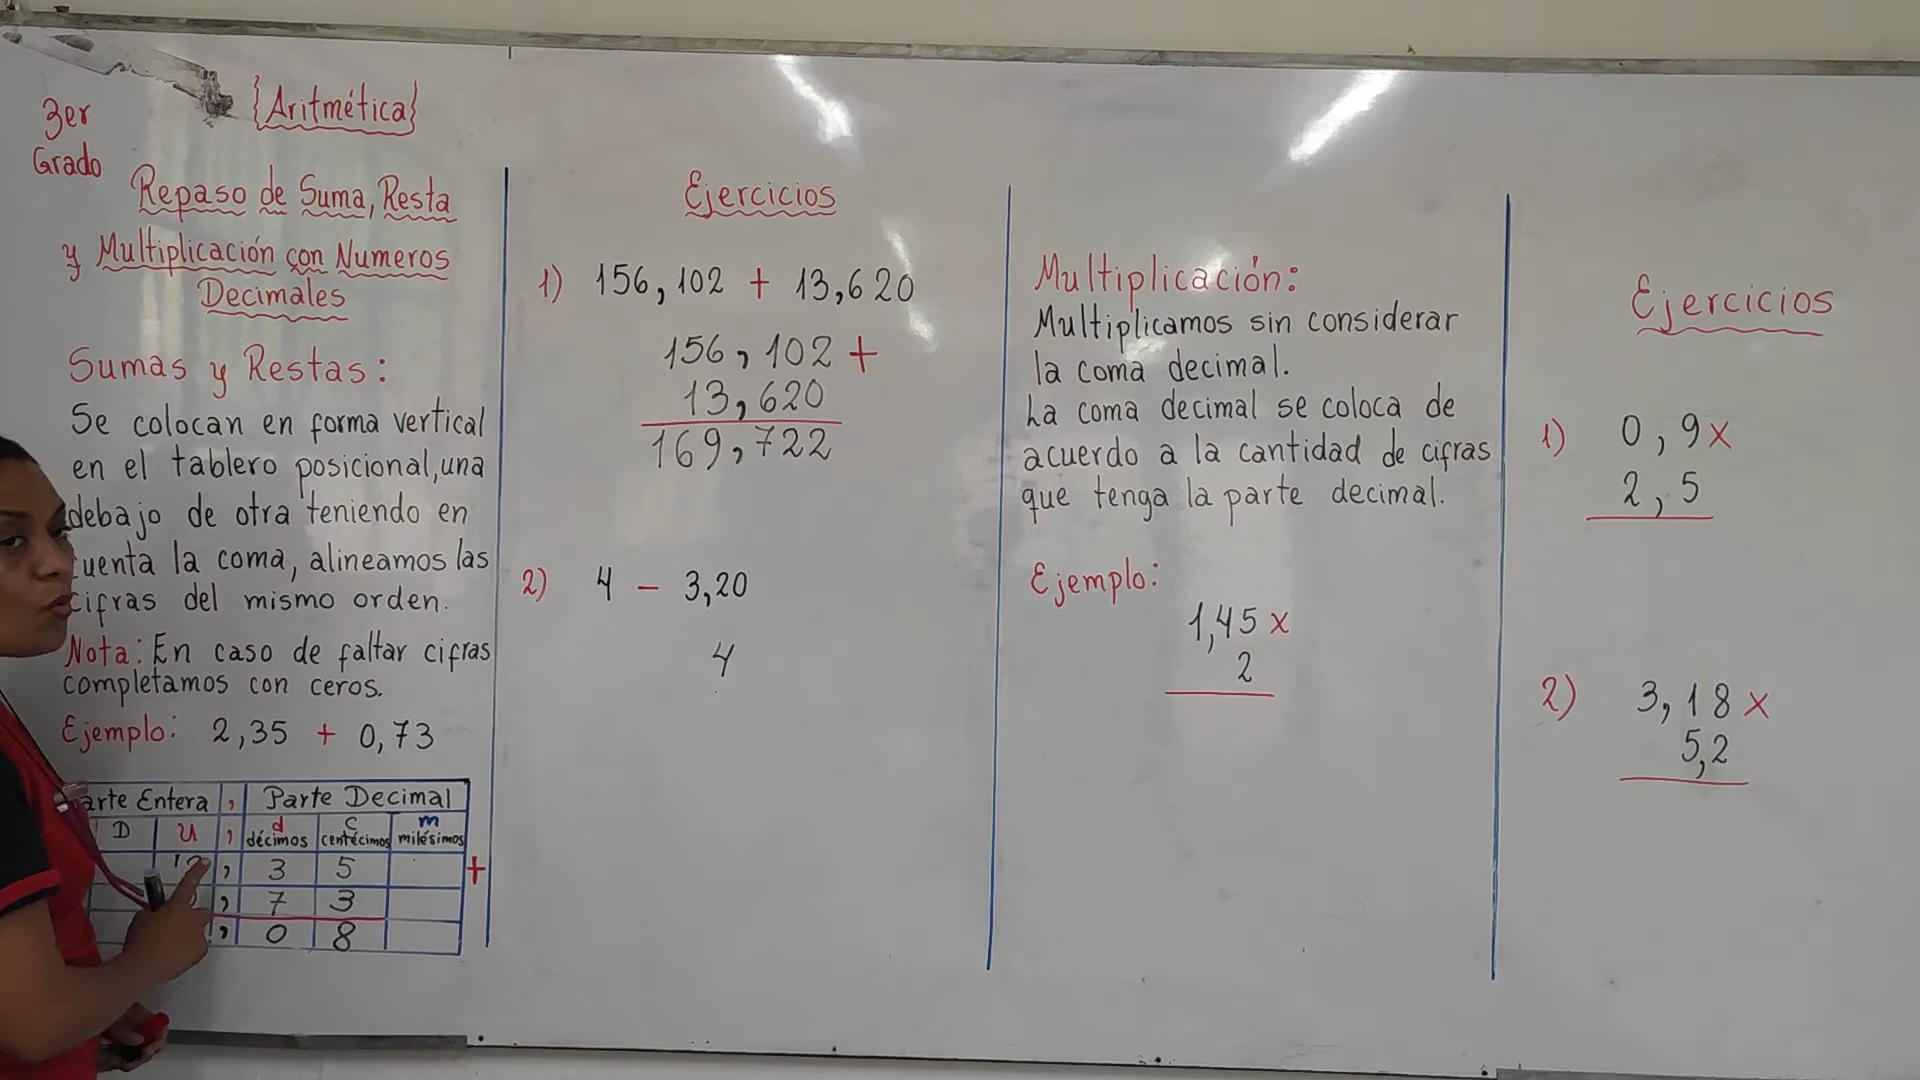 3er
Grado
{Aritmética}
Repaso de Suma, Resta
y Multiplicación con Numeros
Decimales
Sumas y Restas:
Se colocan en forma vertical
en el tablero posicional, una
debajo de otra teniendo en
uenta la coma, alineamos las
cifras del mismo orden.
Nota: En caso de faltar cifras
completamos con ceros.
Ejemplo: 2,35 + 0,73
arte Entera , Parte Decimal
D U , d décimos c centécimos m milésimos
, 3 5 +
, 7 3
, 0 8
Ejercicios
1) 156,102 + 13,620
156,102 +
13,620
169,722
2) 4 - 3,20
4
Multiplicación:
Multiplicamos sin considerar
la coma decimal.
La coma decimal se coloca de
acuerdo a la cantidad de cifras
que tenga la parte decimal.
Ejemplo:
1,45 x
2
Ejercicios
1) 0,9 x
2,5
2) 3,18 x
5,2